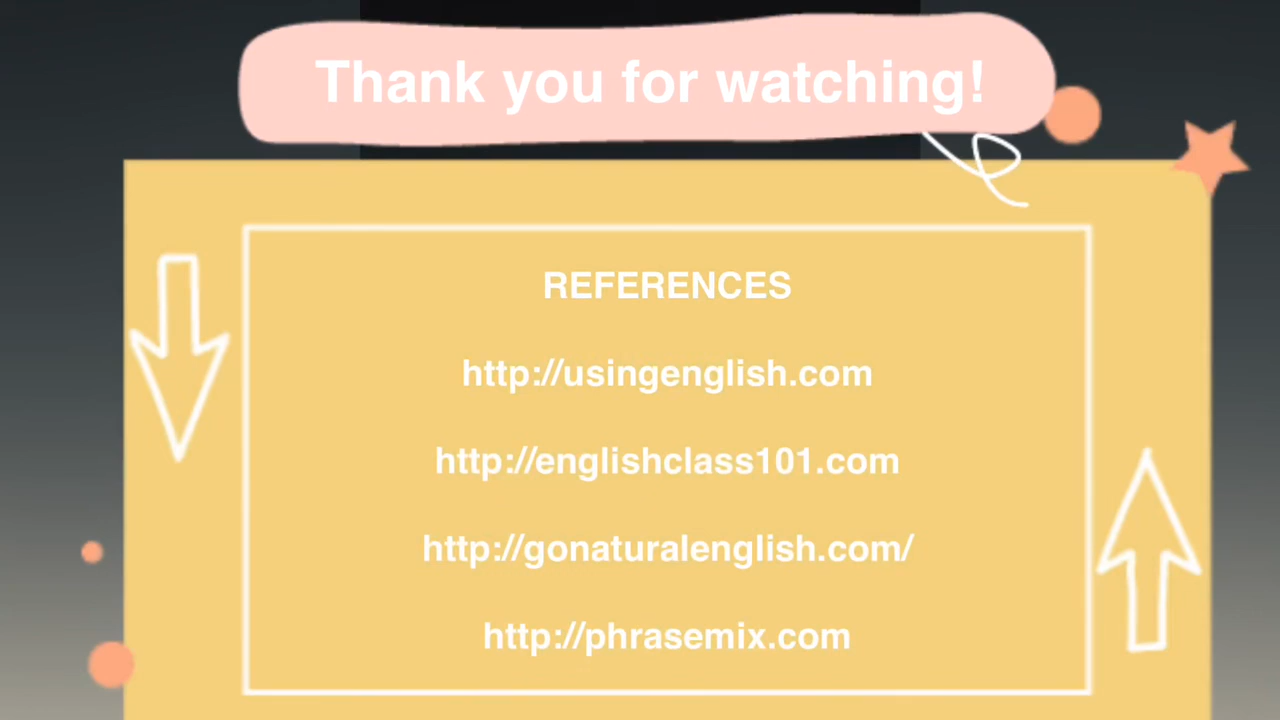 Thank you for watching!
REFERENCES
http://usingenglish.com
http://englishclass101.com
http://gonaturalenglish.com/
http://phrasemix.com